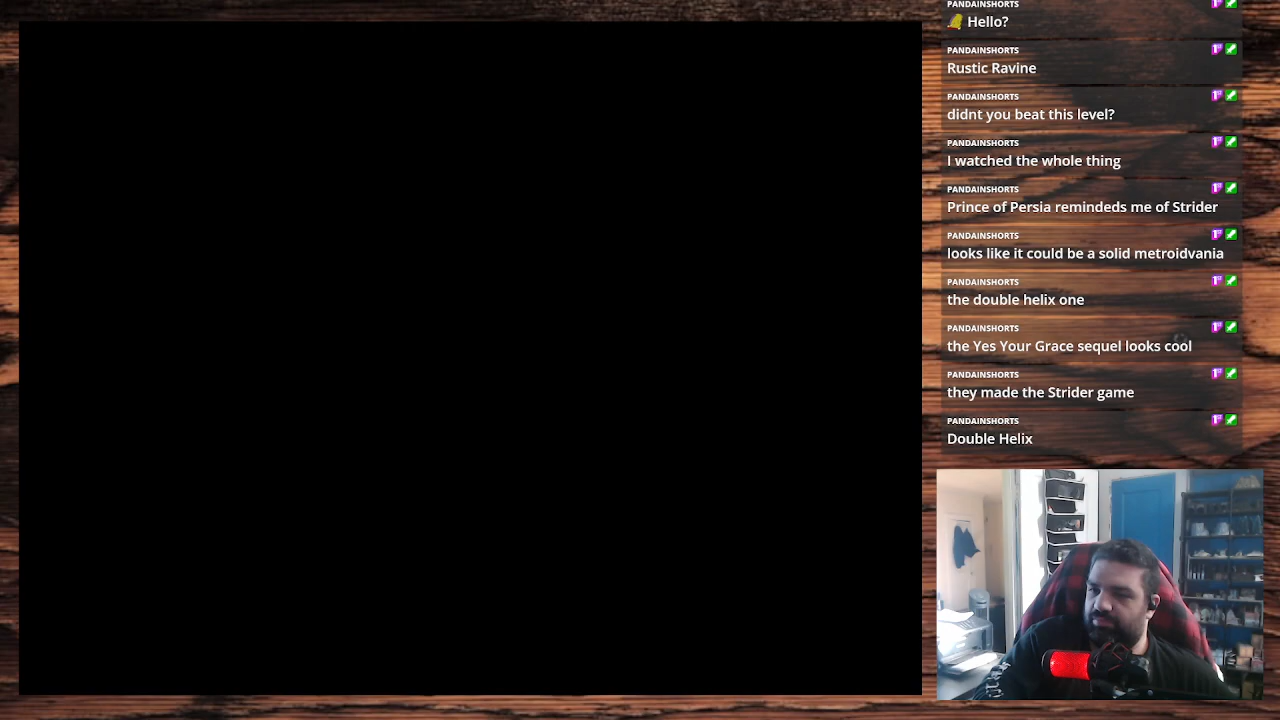 PANDAINSHORTS
Hello?
PANDAINSHORTS
Rustic Ravine
PANDAINSHORTS
didnt you beat this level?
PANDAINSHORTS
I watched the whole thing
PANDAINSHORTS
Prince of Persia remindeds me of Strider
PANDAINSHORTS
looks like it could be a solid metroidvania
PANDAINSHORTS
the double helix one
PANDAINSHORTS
the Yes Your Grace sequel looks cool
PANDAINSHORTS
they made the Strider game
PANDAINSHORTS
Double Helix